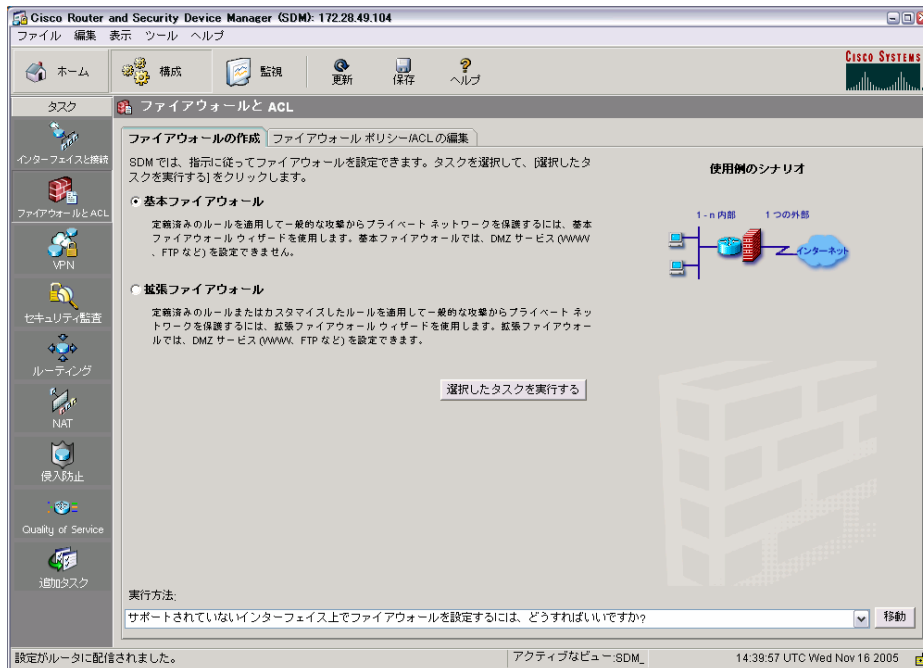 Cisco Router and Security Device Manager (SDM): 172.28.49.104
ファイル 編集 表示 ツール ヘルプ
ホーム 構成 監視 更新 保存 ヘルプ
CISCO SYSTEMS
タスク
ファイアウォールと ACL
インターフェイスと接続
ファイアウォールと ACL
VPN
セキュリティ監査
ルーティング
NAT
侵入防止
Quality of Service
追加タスク
ファイアウォールの作成 ファイアウォール ポリシー/ACLの編集
SDM では、指示に従ってファイアウォールを設定できます。タスクを選択して、[選択したタ
スクを実行する] をクリックします。
基本ファイアウォール
定義済みのルールを適用して一般的な攻撃からプライベート ネットワークを保護するには、基本
ファイアウォール ウィザードを使用します。基本ファイアウォールでは、DMZ サービス (WWW
、FTP など) を設定できません。
拡張ファイアウォール
定義済みのルールまたはカスタマイズしたルールを適用して一般的な攻撃からプライベート ネッ
トワークを保護するには、拡張ファイアウォール ウィザードを使用します。拡張ファイアウォー
ルでは、DMZ サービス (WWW、FTP など) を設定できます。
選択したタスクを実行する
使用例のシナリオ
1 - n 内部 1 つの外部
インターネット
実行方法:
サポートされていないインターフェイス上でファイアウォールを設定するには、どうすればいいですか?
移動
設定がルータに配信されました。
アクティブなビュー:SDM_
14:39:57 UTC Wed Nov 16 2005